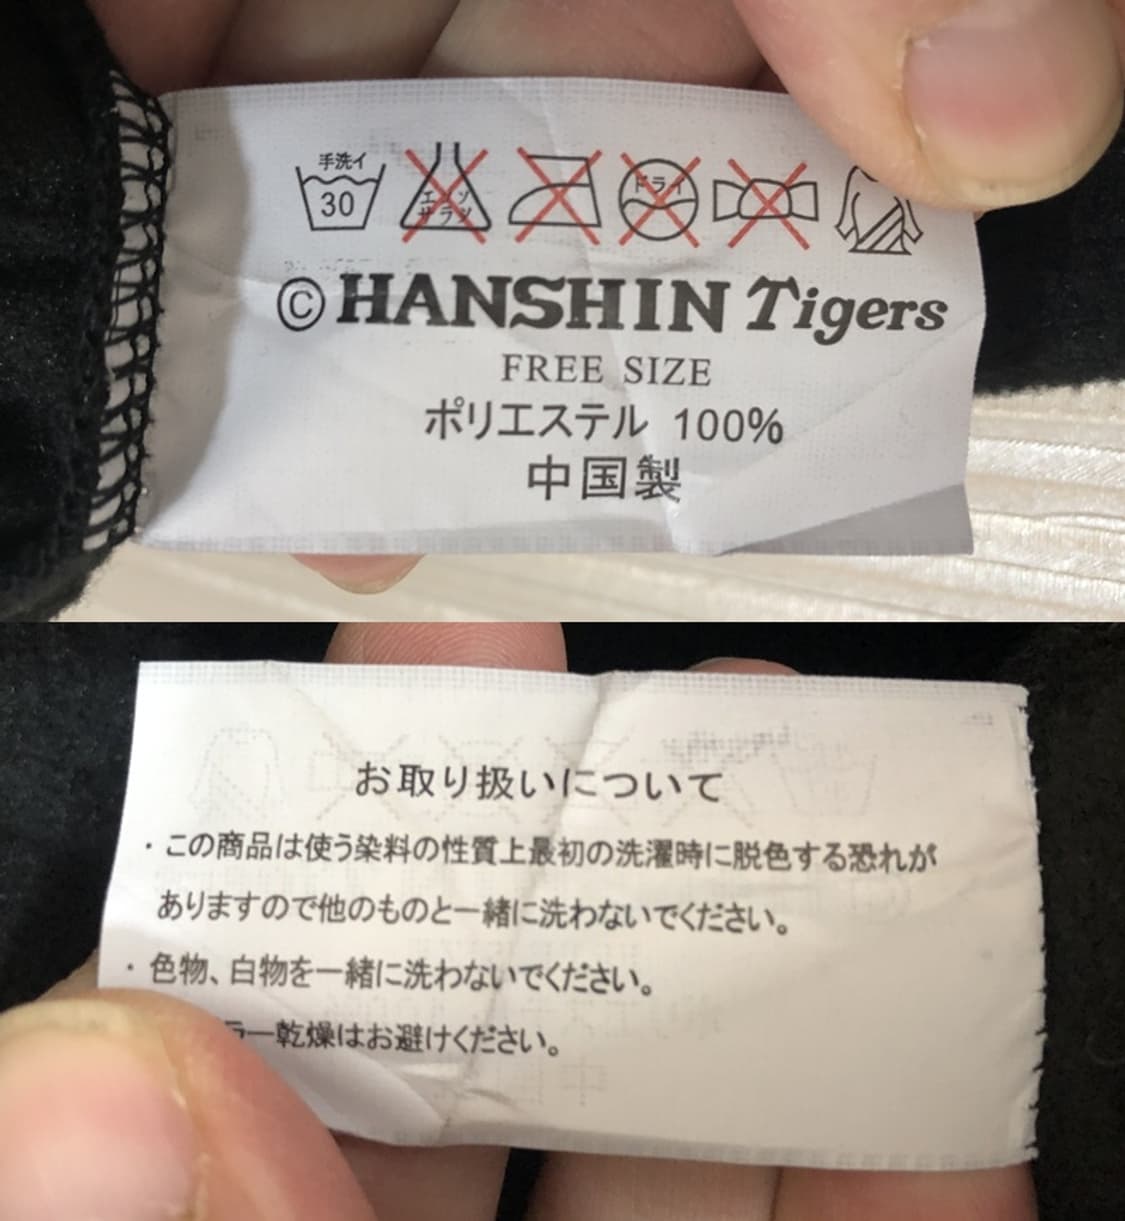 手洗イ
30
エンソ
サラシ
ドライ
© HANSHIN Tigers
FREE SIZE
ポリエステル 100%
中国製
お取り扱いについて
・この商品は使う染料の性質上最初の洗濯時に脱色する恐れが
ありますので他のものと一緒に洗わないでください。
・色物、白物を一緒に洗わないでください。
ラー乾燥はお避けください。